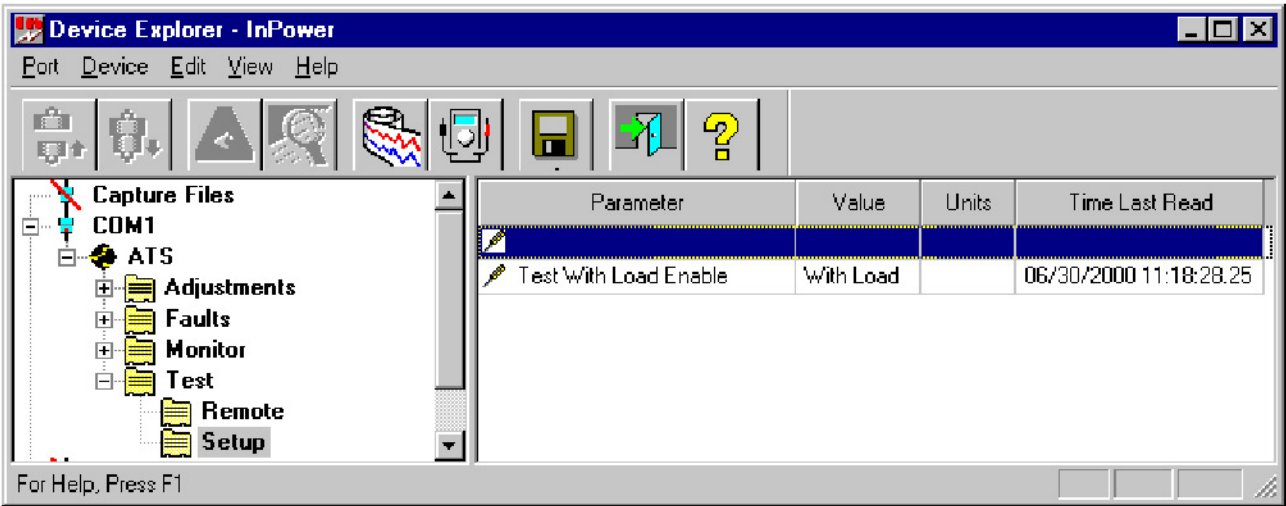 Device Explorer - InPower
Port Device Edit View Help
Capture Files
COM1
ATS
Adjustments
Faults
Monitor
Test
Remote
Setup
Parameter Value Units Time Last Read
Test With Load Enable With Load 06/30/2000 11:18:28.25
For Help, Press F1